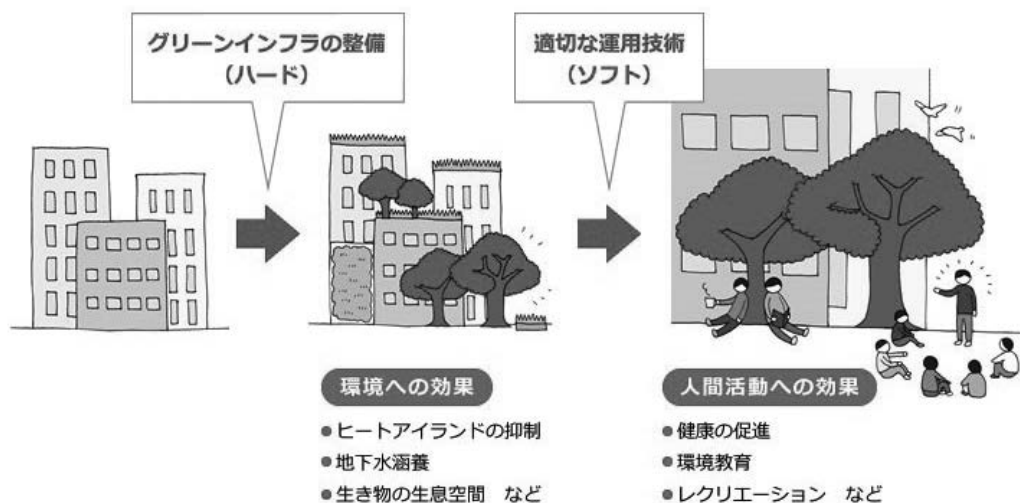 グリーンインフラの整備
（ハード）
適切な運用技術
（ソフト）
環境への効果
●ヒートアイランドの抑制
●地下水涵養
●生き物の生息空間　など
人間活動への効果
●健康の促進
●環境教育
●レクリエーション　など